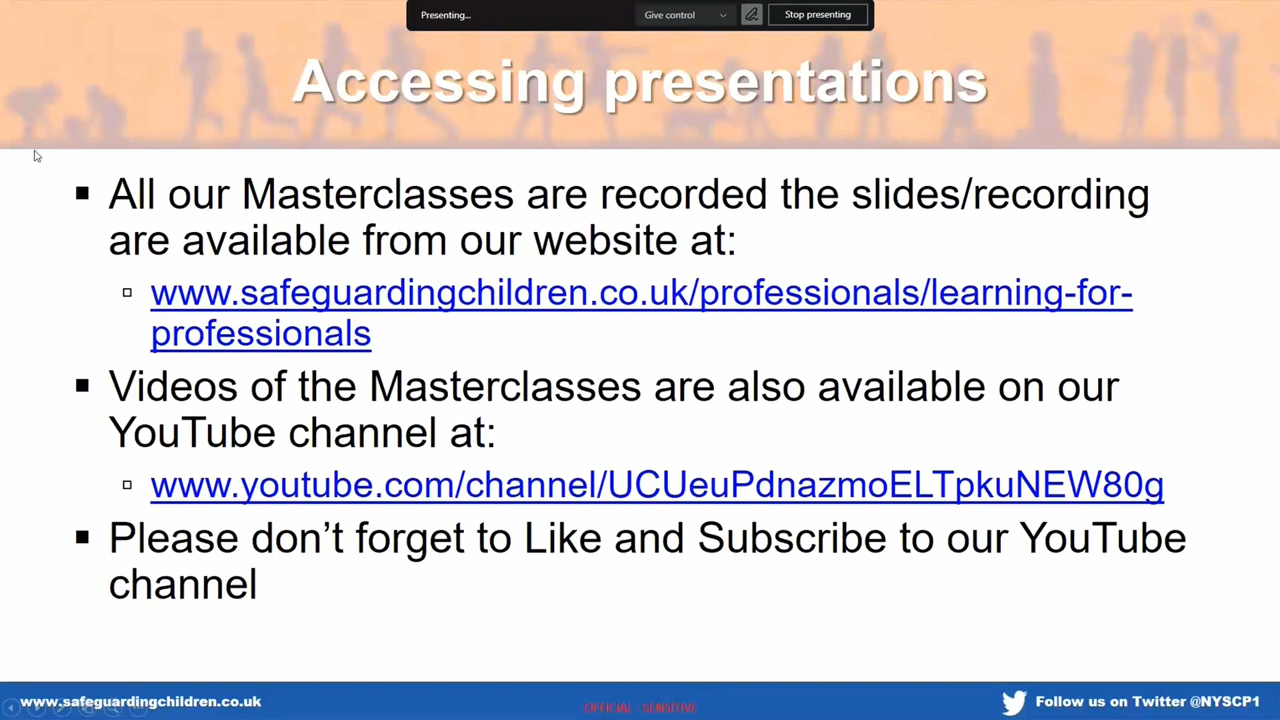 Presenting...
Give control
Stop presenting
Accessing presentations
▪ All our Masterclasses are recorded the slides/recording
are available from our website at:
▫ www.safeguardingchildren.co.uk/professionals/learning-for-
professionals
▪ Videos of the Masterclasses are also available on our
YouTube channel at:
▫ www.youtube.com/channel/UCUeuPdnazmoELTpkuNEW80g
▪ Please don’t forget to Like and Subscribe to our YouTube
channel
www.safeguardingchildren.co.uk
OFFICIAL - SENSITIVE
Follow us on Twitter @NYSCP1